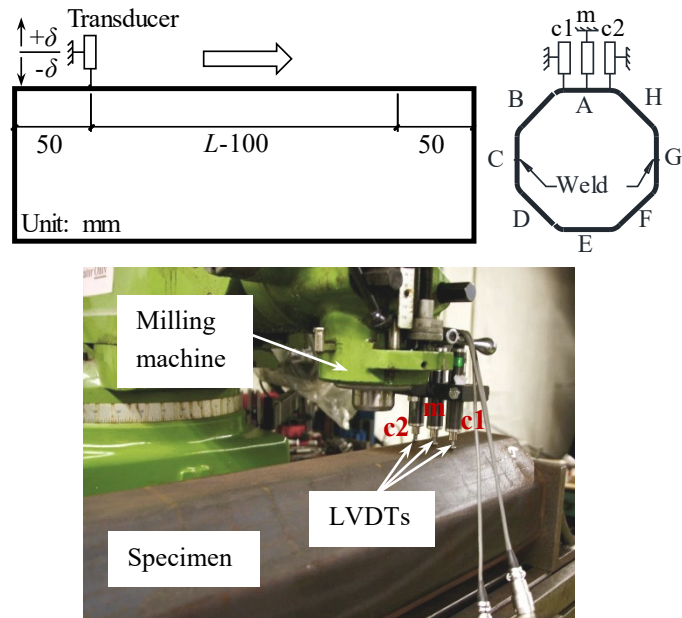 Transducer
+δ
-δ
50
L-100
50
Unit: mm
m
c1
c2
A
B
H
C
G
Weld
D
F
E
Milling
machine
c2
m
c1
LVDTs
Specimen